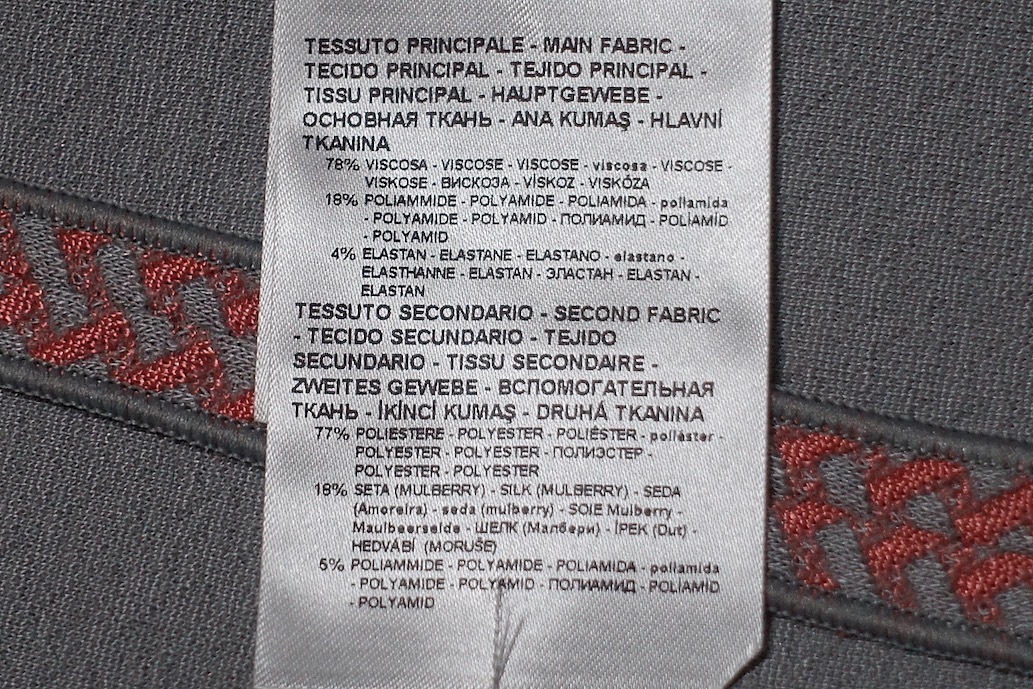 TESSUTO PRINCIPALE - MAIN FABRIC -
TECIDO PRINCIPAL - TEJIDO PRINCIPAL -
TISSU PRINCIPAL - HAUPTGEWEBE -
ОСНОВНАЯ ТКАНЬ - ANA KUMAŞ - HLAVNÍ
TKANINA
78% VISCOSA - VISCOSE - VISCOSE - viscosa - VISCOSE -
VISKOSE - ВИСКОЗА - VİSKOZ - VISKÓZA
18% POLIAMMIDE - POLYAMIDE - POLIAMIDA - poliamida
- POLYAMIDE - POLYAMID - ПОЛИАМИД - POLİAMİD
- POLYAMID
4% ELASTAN - ELASTANE - ELASTANO - elastano -
ELASTHANNE - ELASTAN - ЭЛАСТАН - ELASTAN -
ELASTAN
TESSUTO SECONDARIO - SECOND FABRIC
- TECIDO SECUNDARIO - TEJIDO
SECUNDARIO - TISSU SECONDAIRE -
ZWEITES GEWEBE - ВСПОМОГАТЕЛЬНАЯ
ТКАНЬ - İKİNCİ KUMAŞ - DRUHÁ TKANINA
77% POLIESTERE - POLYESTER - POLIÉSTER - poliéster -
POLYESTER - POLYESTER - ПОЛИЭСТЕР -
POLYESTER - POLYESTER
18% SETA (MULBERRY) - SILK (MULBERRY) - SEDA
(Amoreira) - seda (mulberry) - SOIE Mulberry -
Maulbeerseide - ШЕЛК (Малбери) - İPEK (Dut) -
HEDVÁBÍ (MORUŠE)
5% POLIAMMIDE - POLYAMIDE - POLIAMIDA - poliamida
- POLYAMIDE - POLYAMID - ПОЛИАМИД - POLİAMİD
- POLYAMID